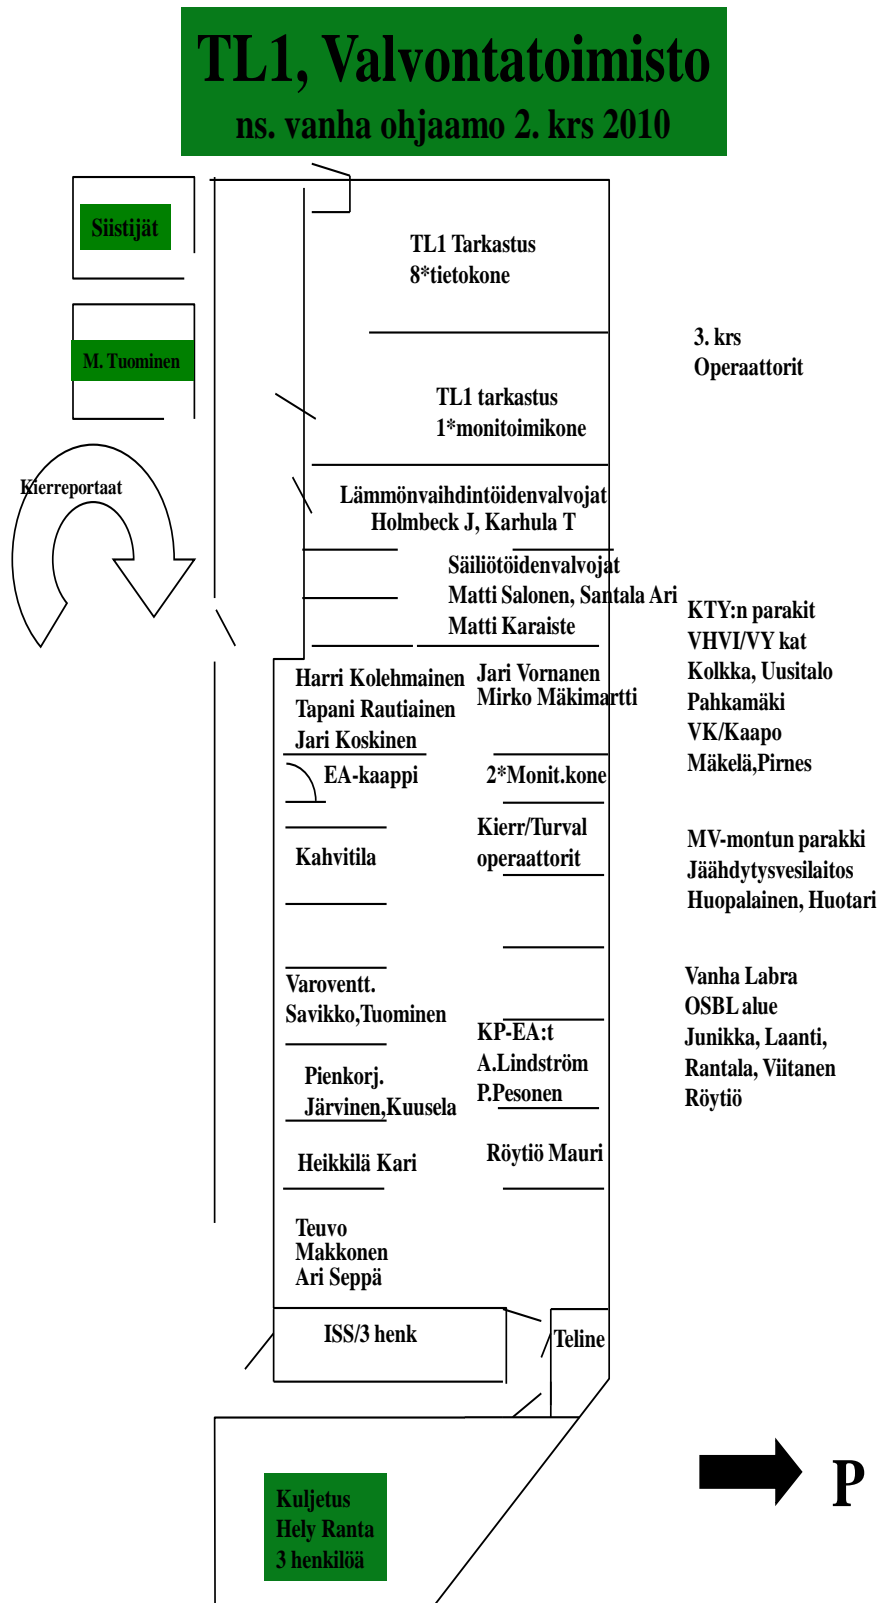 TL1, Valvontatoimisto
ns. vanha ohjaamo 2. krs 2010
Siistijät
TL1 Tarkastus
8*tietokone
M. Tuominen
3. krs
Operaattorit
TL1 tarkastus
1*monitoimikone
Kierreportaat
Lämmönvaihdintöidenvalvojat
Holmbeck J, Karhula T
Säiliötöidenvalvojat
Matti Salonen, Santala Ari
Matti Karaiste
KTY:n parakit
VHVI/VY kat
Kolkka, Uusitalo
Pahkamäki
VK/Kaapo
Mäkelä,Pirnes
Harri Kolehmainen
Tapani Rautiainen
Jari Koskinen
Jari Vornanen
Mirko Mäkimartti
EA-kaappi
2*Monit.kone
Kahvitila
Kierr/Turval
operaattorit
MV-montun parakki
Jäähdytysvesilaitos
Huopalainen, Huotari
Varoventt.
Savikko,Tuominen
Vanha Labra
OSBL alue
Junikka, Laanti,
Rantala, Viitanen
Röytiö
KP-EA:t
A.Lindström
P.Pesonen
Pienkorj.
Järvinen,Kuusela
Heikkilä Kari
Röytiö Mauri
Teuvo
Makkonen
Ari Seppä
ISS/3 henk
Teline
P
Kuljetus
Hely Ranta
3 henkilöä